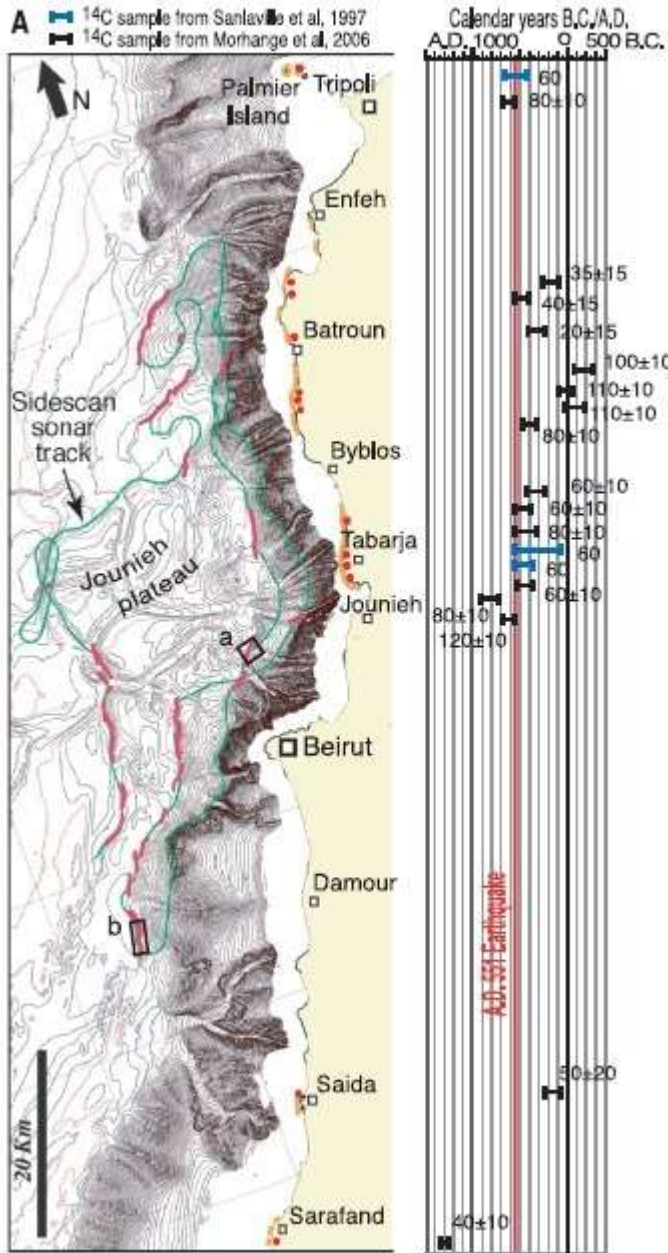 A
14C sample from Sanlaville et al, 1997
14C sample from Morhange et al, 2006
Calendar years B.C./A.D.
A.D. 1000 0 500 B.C.
N
Palmier Island
Tripoli
Enfeh
Batroun
Sidescan
sonar
track
Byblos
Jounieh
plateau
Tabarja
Jounieh
a
Beirut
Damour
b
Saida
20 Km
Sarafand
60
80±10
35±15
40±15
20±15
100±10
110±10
110±10
80±10
60±10
60±10
80±10
60
60
60±10
80±10
120±10
A.D. 551 Earthquake
50±20
40±10